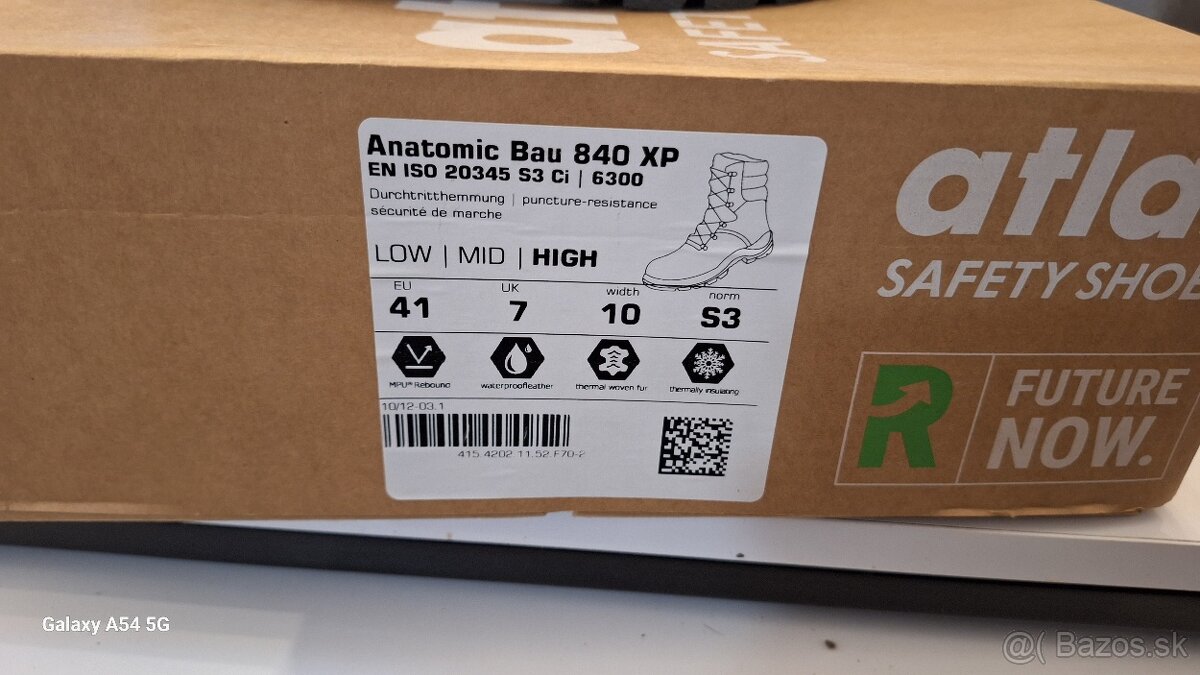 Anatomic Bau 840 XP
EN ISO 20345 S3 Ci | 6300
Durchtritthemmung | puncture-resistance
sécurité de marche
LOW | MID | HIGH
EU UK width norm
41 7 10 S3
MPU® Rebound waterproofleather thermal woven fur thermally insulating
10/12-03.1
415.4202.11.52.F70-2
atla
SAFETY SHOE
R FUTURE
NOW.
Galaxy A54 5G
@( Bazos.sk